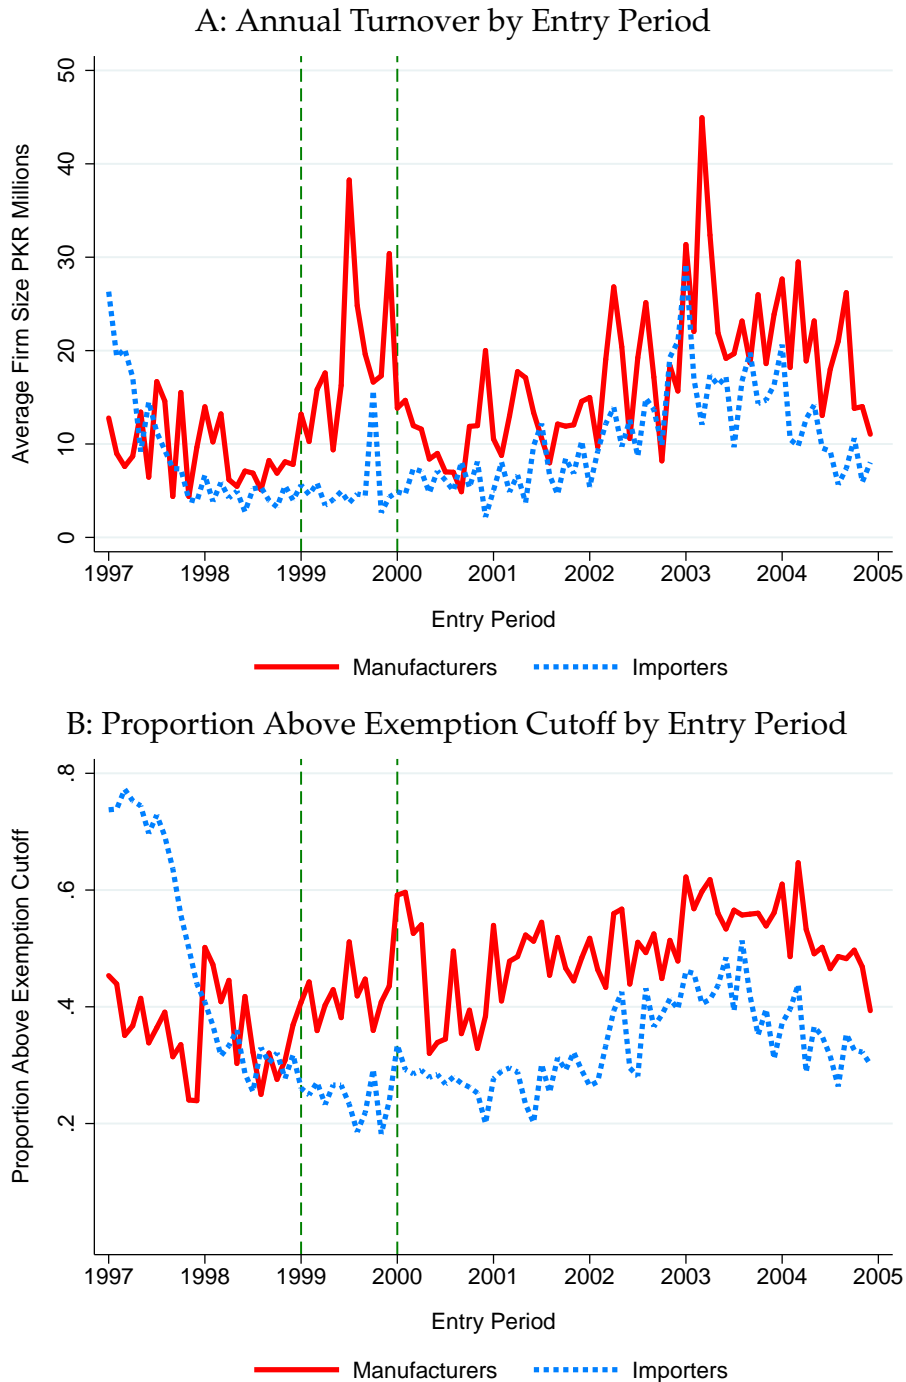 A: Annual Turnover by Entry Period
Average Firm Size PKR Millions
50
40
30
20
10
0
1997 1998 1999 2000 2001 2002 2003 2004 2005
Entry Period
Manufacturers Importers
B: Proportion Above Exemption Cutoff by Entry Period
Proportion Above Exemption Cutoff
.8
.6
.4
.2
1997 1998 1999 2000 2001 2002 2003 2004 2005
Entry Period
Manufacturers Importers